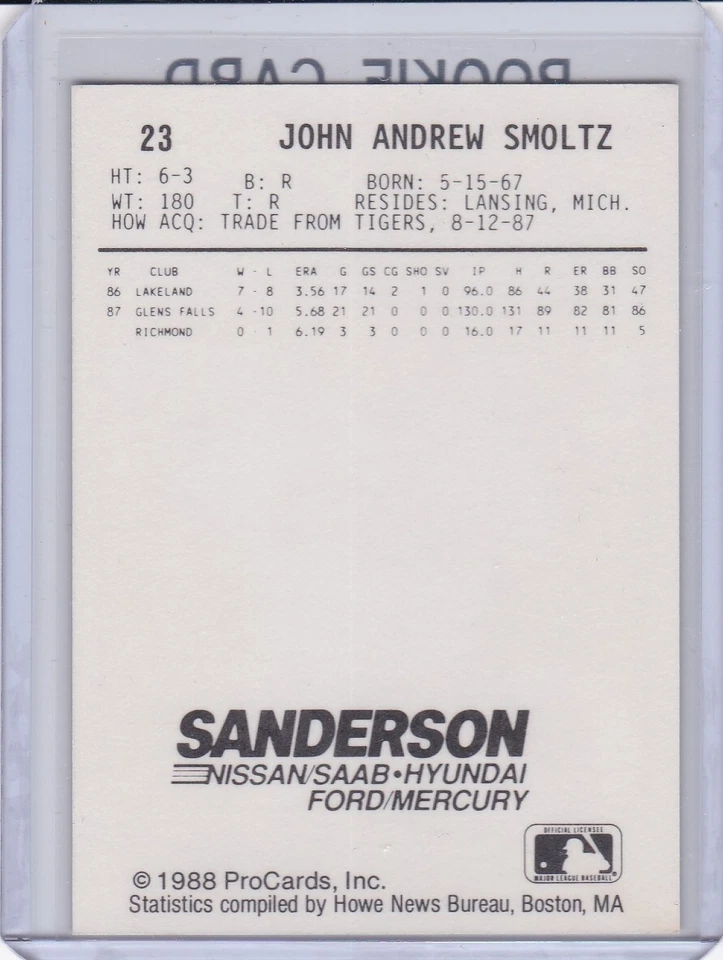 ROOKIE CARD
23 JOHN ANDREW SMOLTZ
HT: 6-3 B: R BORN: 5-15-67
WT: 180 T: R RESIDES: LANSING, MICH.
HOW ACQ: TRADE FROM TIGERS, 8-12-87
YR CLUB W - L ERA G GS CG SHO SV IP H R ER BB SO
86 LAKELAND 7 - 8 3.56 17 14 2 1 0 96.0 86 44 38 31 47
87 GLENS FALLS 4 -10 5.68 21 21 0 0 0 130.0 131 89 82 81 86
RICHMOND 0 - 1 6.19 3 3 0 0 0 16.0 17 11 11 11 5
SANDERSON
NISSAN/SAAB•HYUNDAI
FORD/MERCURY
OFFICIAL LICENSEE
MAJOR LEAGUE BASEBALL®
© 1988 ProCards, Inc.
Statistics compiled by Howe News Bureau, Boston, MA